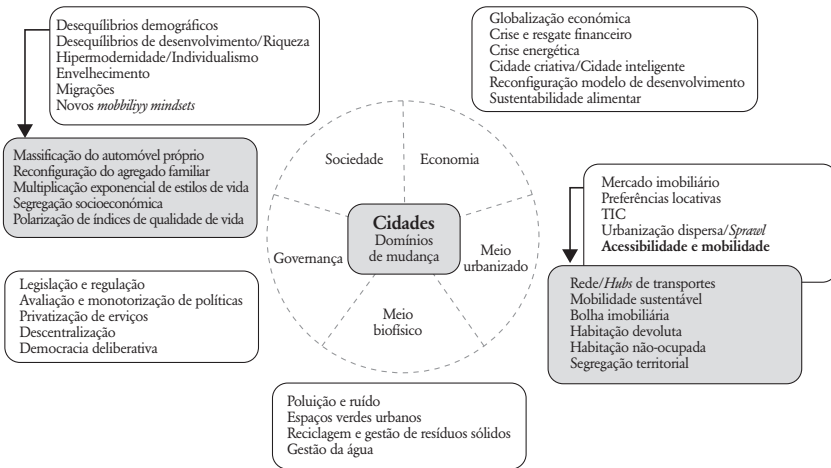 Desequílibrios demográficos
Desequílibrios de desenvolvimento/Riqueza
Hipermodernidade/Individualismo
Envelhecimento
Migrações
Novos mobbiliyy mindsets
Massificação do automóvel próprio
Reconfiguração do agregado familiar
Multiplicação exponencial de estilos de vida
Segregação socioeconómica
Polarização de índices de qualidade de vida
Globalização económica
Crise e resgate financeiro
Crise energética
Cidade criativa/Cidade inteligente
Reconfiguração modelo de desenvolvimento
Sustentabilidade alimentar
Sociedade
Economia
Cidades
Domínios
de mudança
Governança
Meio
urbanizado
Meio
biofísico
Mercado imobiliário
Preferências locativas
TIC
Urbanização dispersa/Sprawl
Acessibilidade e mobilidade
Rede/Hubs de transportes
Mobilidade sustentável
Bolha imobiliária
Habitação devoluta
Habitação não-ocupada
Segregação territorial
Legislação e regulação
Avaliação e monotorização de políticas
Privatização de erviços
Descentralização
Democracia deliberativa
Poluição e ruído
Espaços verdes urbanos
Reciclagem e gestão de resíduos sólidos
Gestão da água